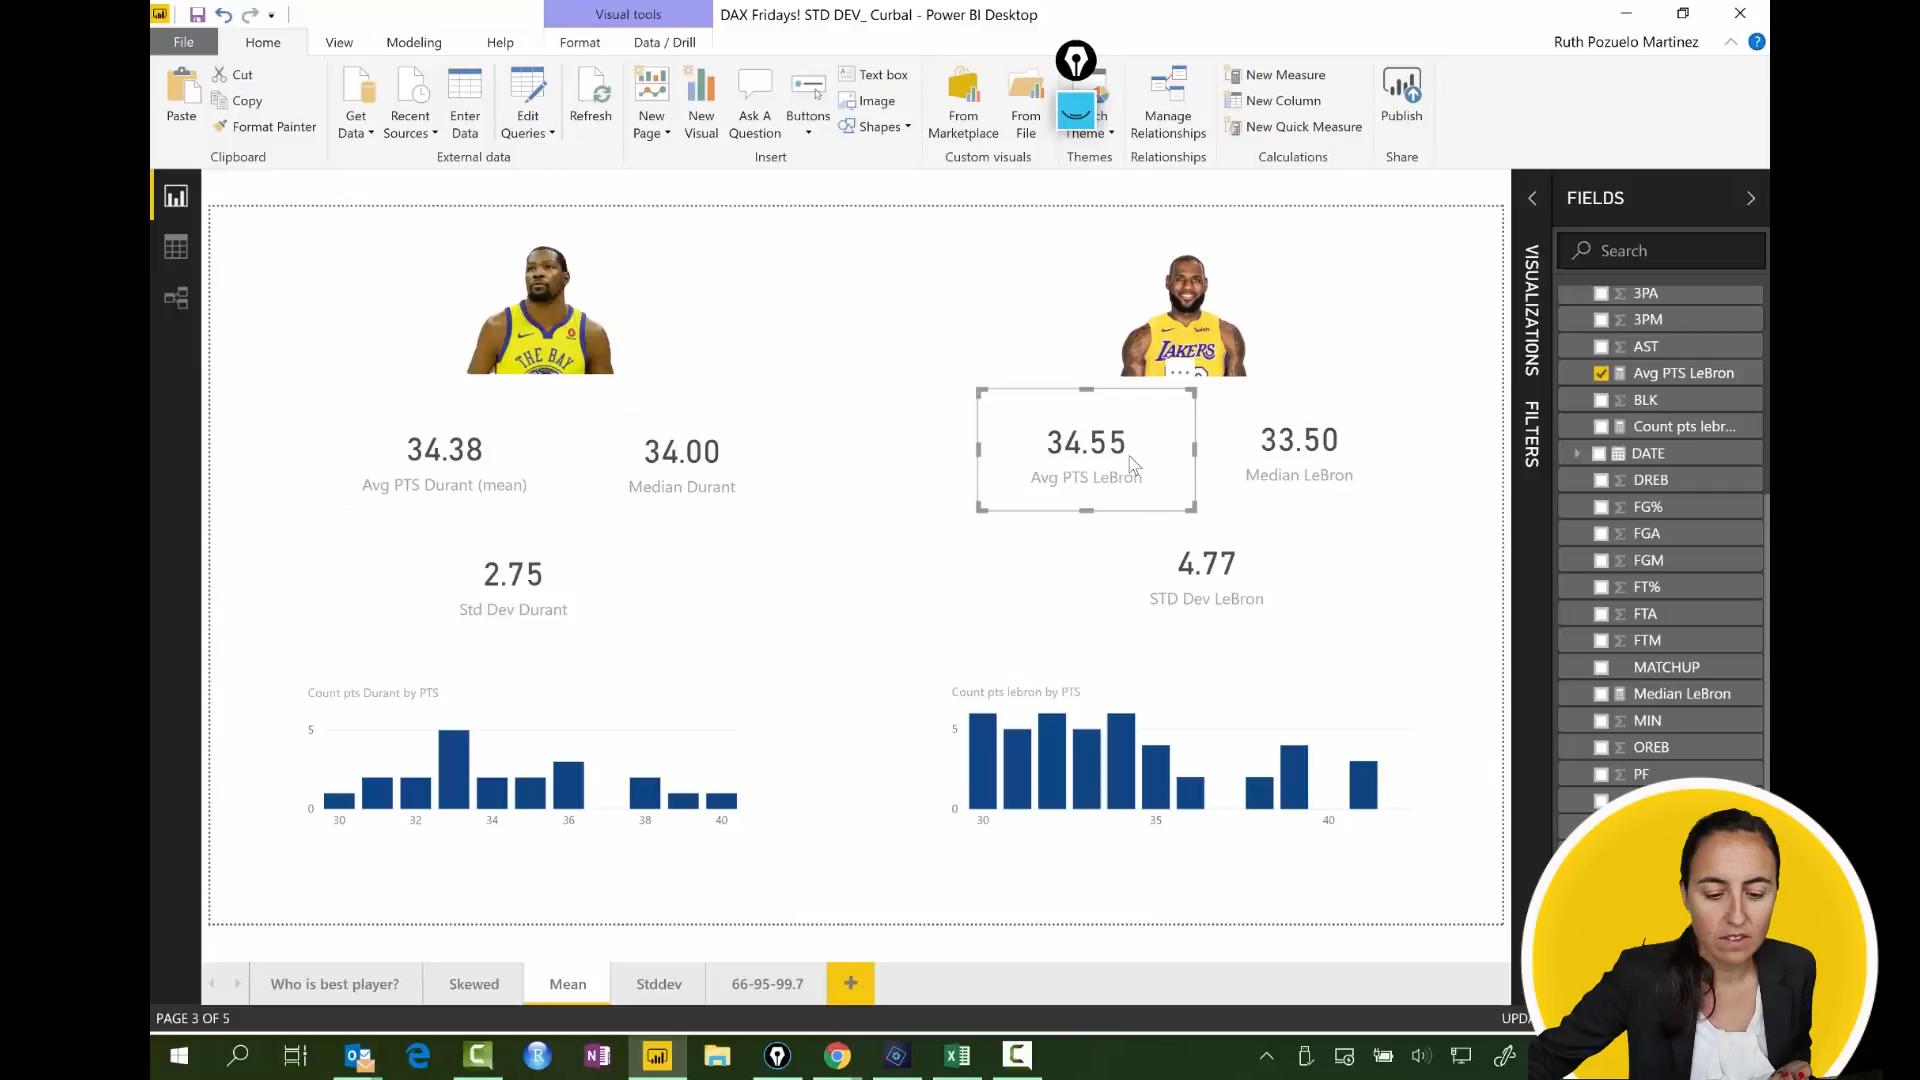 Visual tools
DAX Fridays! STD DEV_ Curbal - Power BI Desktop
File
Home
View
Modeling
Help
Format
Data / Drill
Ruth Pozuelo Martinez
Paste
Cut
Copy
Format Painter
Clipboard
Get Data
Recent Sources
Enter Data
Edit Queries
External data
Refresh
New Page
New Visual
Ask A Question
Buttons
Text box
Image
Shapes
Insert
From Marketplace
From File
Custom visuals
Theme
Themes
Manage Relationships
Relationships
New Measure
New Column
New Quick Measure
Calculations
Publish
Share
THE BAY
LAKERS
34.38
Avg PTS Durant (mean)
34.00
Median Durant
34.55
Avg PTS LeBron
33.50
Median LeBron
2.75
Std Dev Durant
4.77
STD Dev LeBron
Count pts Durant by PTS
5
0
30 32 34 36 38 40
Count pts lebron by PTS
5
0
30 35 40
VISUALIZATIONS
FILTERS
FIELDS
Search
3PA
3PM
AST
Avg PTS LeBron
BLK
Count pts lebr...
DATE
DREB
FG%
FGA
FGM
FT%
FTA
FTM
MATCHUP
Median LeBron
MIN
OREB
PF
Who is best player?
Skewed
Mean
Stddev
66-95-99.7
PAGE 3 OF 5